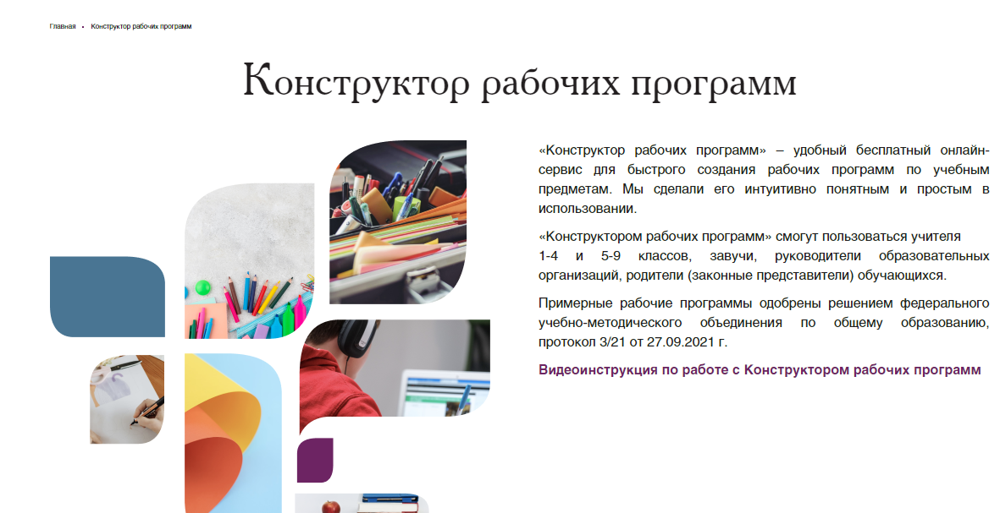 Главная • Конструктор рабочих программ
Конструктор рабочих программ
«Конструктор рабочих программ» – удобный бесплатный онлайн-
сервис для быстрого создания рабочих программ по учебным
предметам. Мы сделали его интуитивно понятным и простым в
использовании.
«Конструктором рабочих программ» смогут пользоваться учителя
1-4 и 5-9 классов, завучи, руководители образовательных
организаций, родители (законные представители) обучающихся.
Примерные рабочие программы одобрены решением федерального
учебно-методического объединения по общему образованию,
протокол 3/21 от 27.09.2021 г.
Видеоинструкция по работе с Конструктором рабочих программ